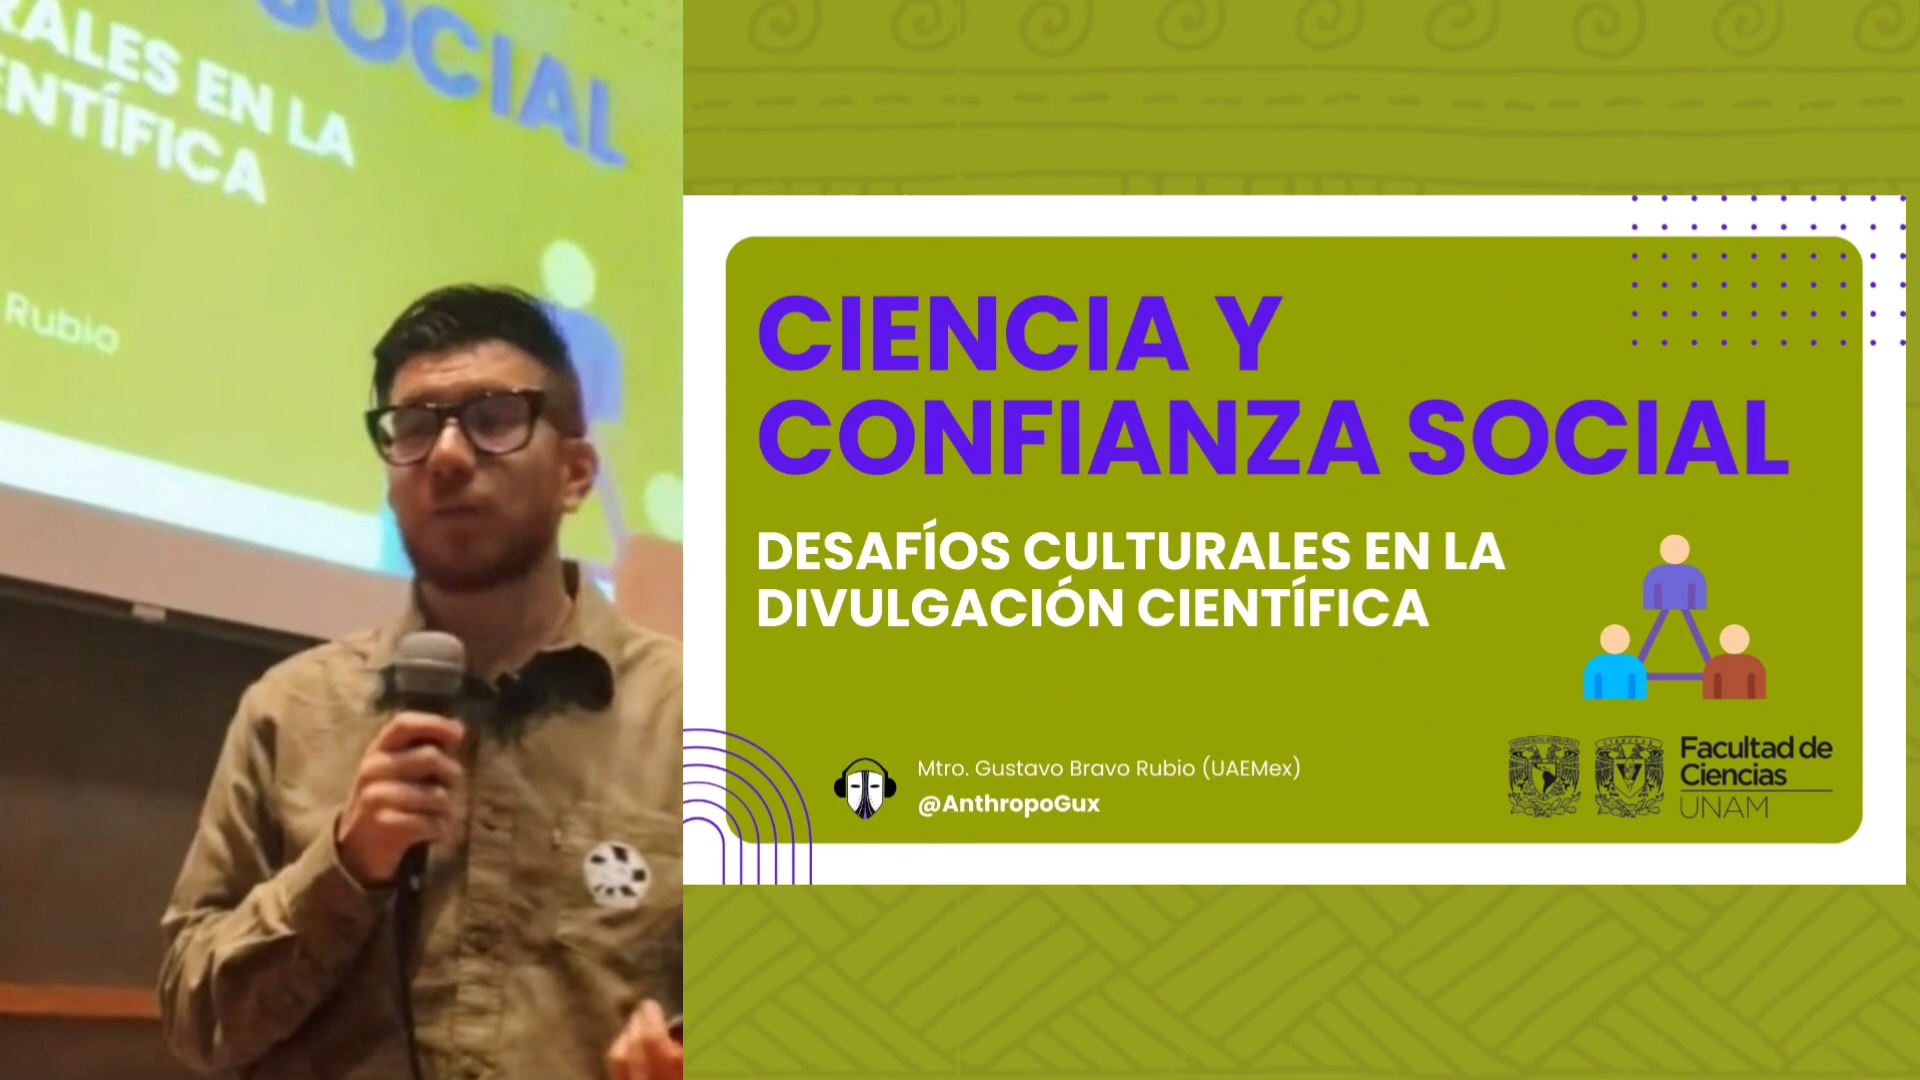 SOCIAL
RALES EN LA
ENTÍFICA
Rubio
CIENCIA Y
CONFIANZA SOCIAL
DESAFÍOS CULTURALES EN LA
DIVULGACIÓN CIENTÍFICA
Mtro. Gustavo Bravo Rubio (UAEMex)
@AnthropoGux
Facultad de
Ciencias
UNAM